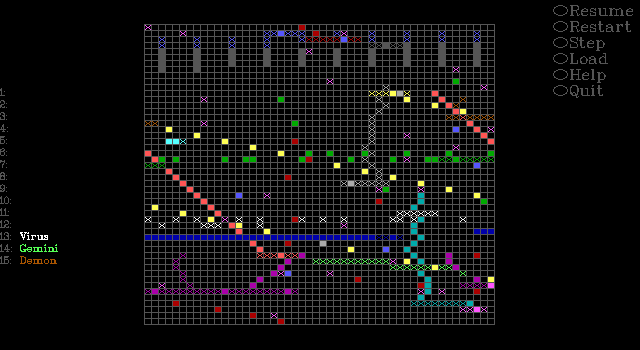 Resume
Restart
Step
Load
Help
Quit
1:
2:
3:
4:
5:
6:
7:
8:
9:
10:
11:
12:
13: Virus
14: Gemini
15: Demon